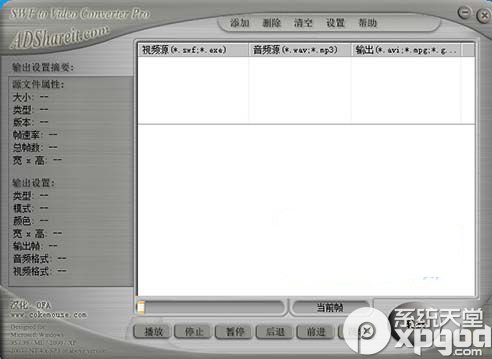 SWF to Video Converter Pro
ADShareit.com
添加 删除 清空 设置 帮助
视频源(*.swf;*.exe) 音频源(*.wav;*.mp3) 输出(*.avi;*.mpg;*.g...
输出设置摘要:
源文件属性:
大小: --
类型: --
版本: --
帧速率: --
总帧数: --
宽 x 高: --
输出设置:
类型: --
模式: --
颜色: --
宽 x 高: --
输出帧: --
音频格式: --
视频格式: --
汉化: OFA
www.cokemouse.com
Designed for
Microsoft Windows
当前帧
播放 停止 暂停 后退 前进
系统天堂
xpgod.com